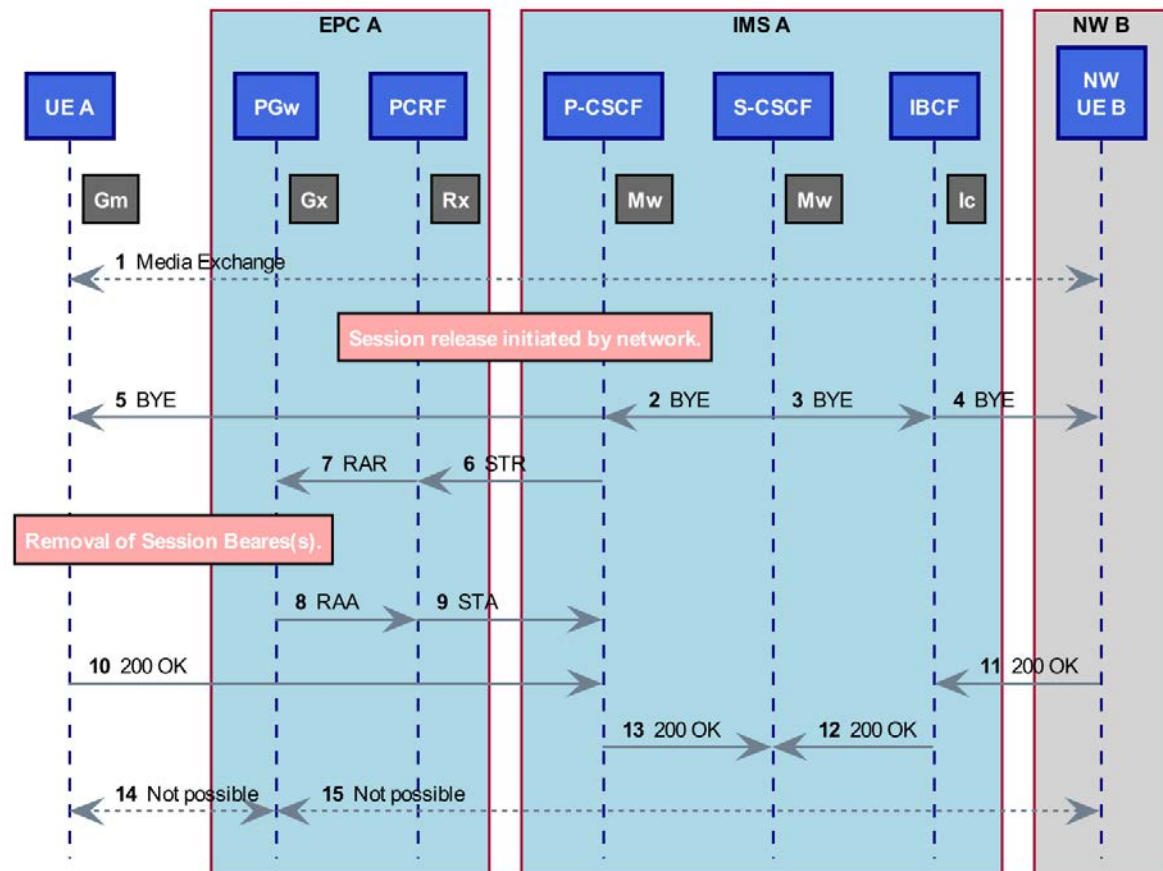 EPC A
IMS A
NW B
UE A
PGw
PCRF
P-CSCF
S-CSCF
IBCF
NW
UE B
Gm
Gx
Rx
Mw
Mw
Ic
1 Media Exchange
Session release initiated by network.
5 BYE
2 BYE
3 BYE
4 BYE
7 RAR
6 STR
Removal of Session Beares(s).
8 RAA
9 STA
10 200 OK
11 200 OK
13 200 OK
12 200 OK
14 Not possible
15 Not possible